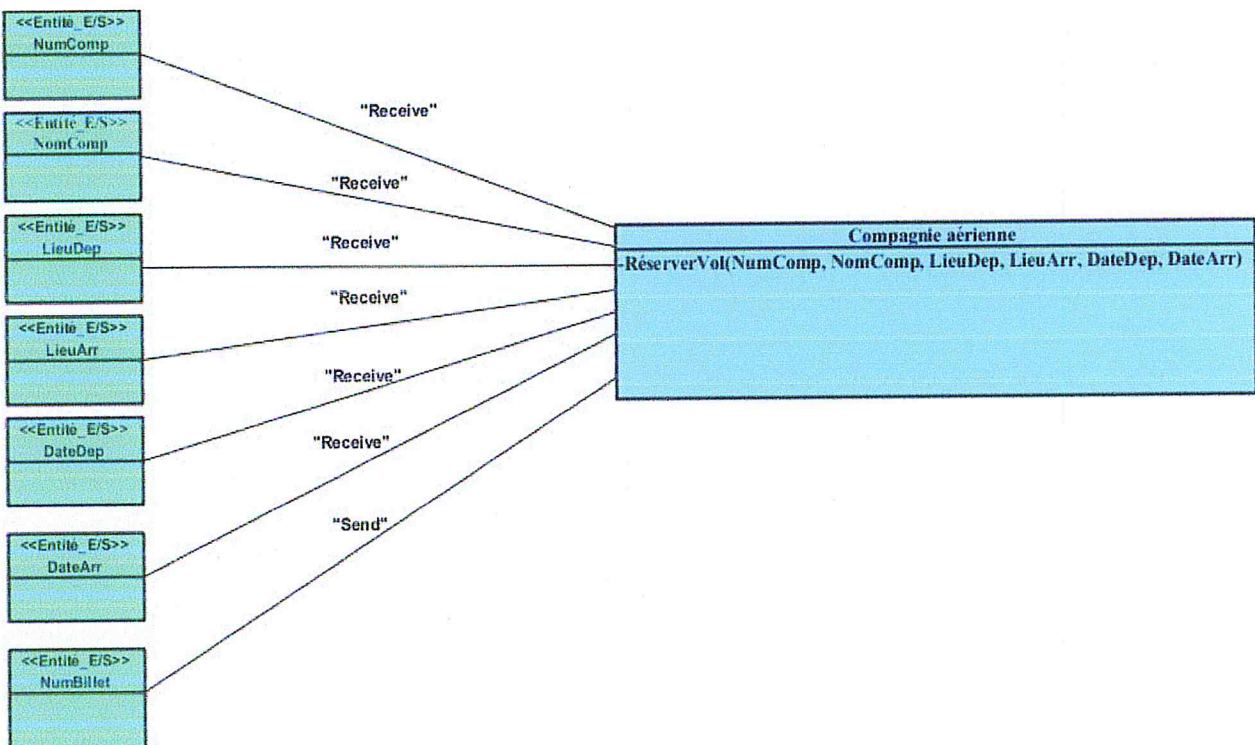 <<Entité_E/S>>
NumComp
"Receive"
<<Entité_E/S>>
NomComp
"Receive"
<<Entité_E/S>>
LieuDep
"Receive"
Compagnie aérienne
-RéserverVol(NumComp, NomComp, LieuDep, LieuArr, DateDep, DateArr)
"Receive"
<<Entité_E/S>>
LieuArr
"Receive"
<<Entité_E/S>>
DateDep
"Receive"
<<Entité_E/S>>
DateArr
"Send"
<<Entité_E/S>>
NumBillet